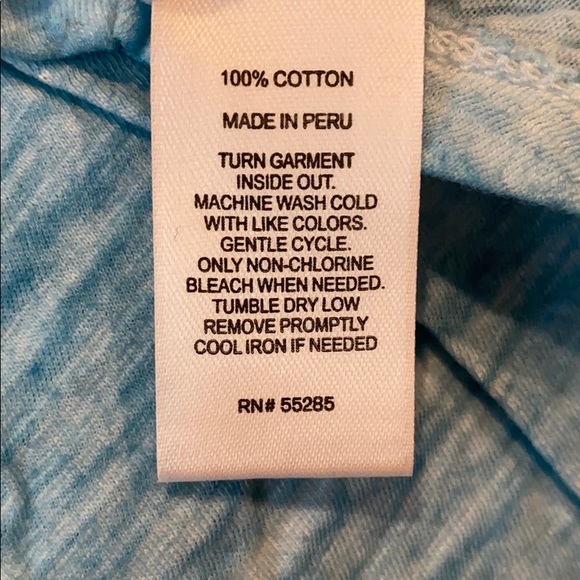 100% COTTON
MADE IN PERU
TURN GARMENT
INSIDE OUT.
MACHINE WASH COLD
WITH LIKE COLORS.
GENTLE CYCLE.
ONLY NON-CHLORINE
BLEACH WHEN NEEDED.
TUMBLE DRY LOW
REMOVE PROMPTLY
COOL IRON IF NEEDED
RN# 55285